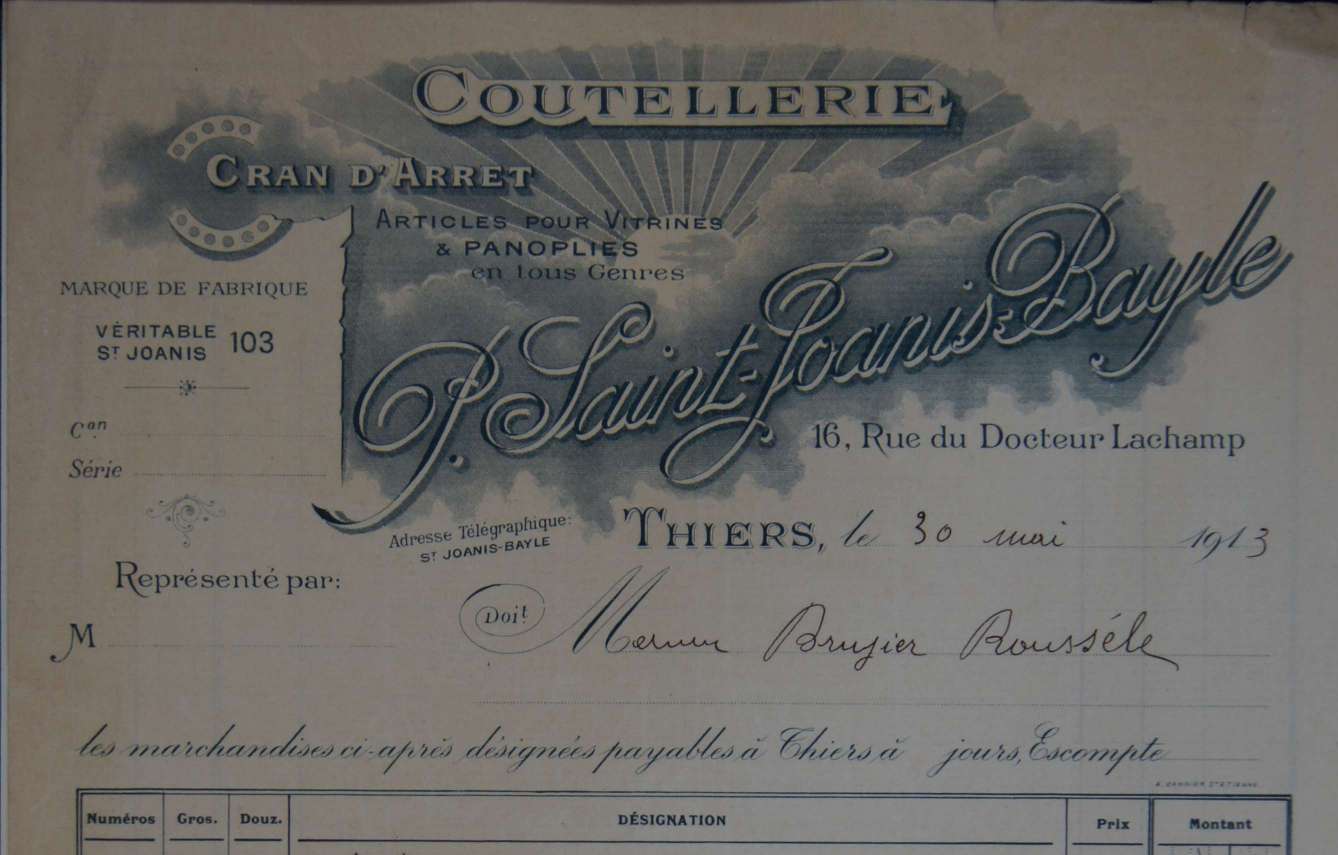 COUTELLERIE
CRAN D'ARRET
ARTICLES POUR VITRINES
& PANOPLIES
en tous Genres
MARQUE DE FABRIQUE
VÉRITABLE
ST JOANIS 103
P. Saint-Joanis-Bayle
16, Rue du Docteur Lachamp
Con.
Série
Adresse Télégraphique:
ST JOANIS-BAYLE
THIERS, le 30 mai 1913
Représenté par:
M
Doit M Brugier Roussèle
les marchandises ci-après désignées payables à Thiers à jours, Escompte
Numéros Gros. Douz. DÉSIGNATION Prix Montant